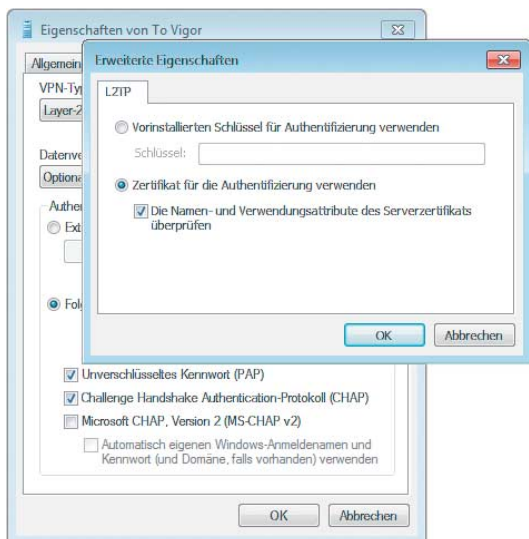 Eigenschaften von To Vigor
Erweiterte Eigenschaften
Allgemein
L2TP
VPN-Ty
Layer-2
Vorinstallierten Schlüssel für Authentifizierung verwenden
Schlüssel:
Datenve
Optiona
Zertifikat für die Authentifizierung verwenden
Die Namen- und Verwendungsattribute des Serverzertifikats
überprüfen
Authe
Ext
Fol
OK
Abbrechen
Unverschlüsseltes Kennwort (PAP)
Challenge Handshake Authentication-Protokoll (CHAP)
Microsoft CHAP, Version 2 (MS-CHAP v2)
Automatisch eigenen Windows-Anmeldenamen und
Kennwort (und Domäne, falls vorhanden) verwenden
OK
Abbrechen